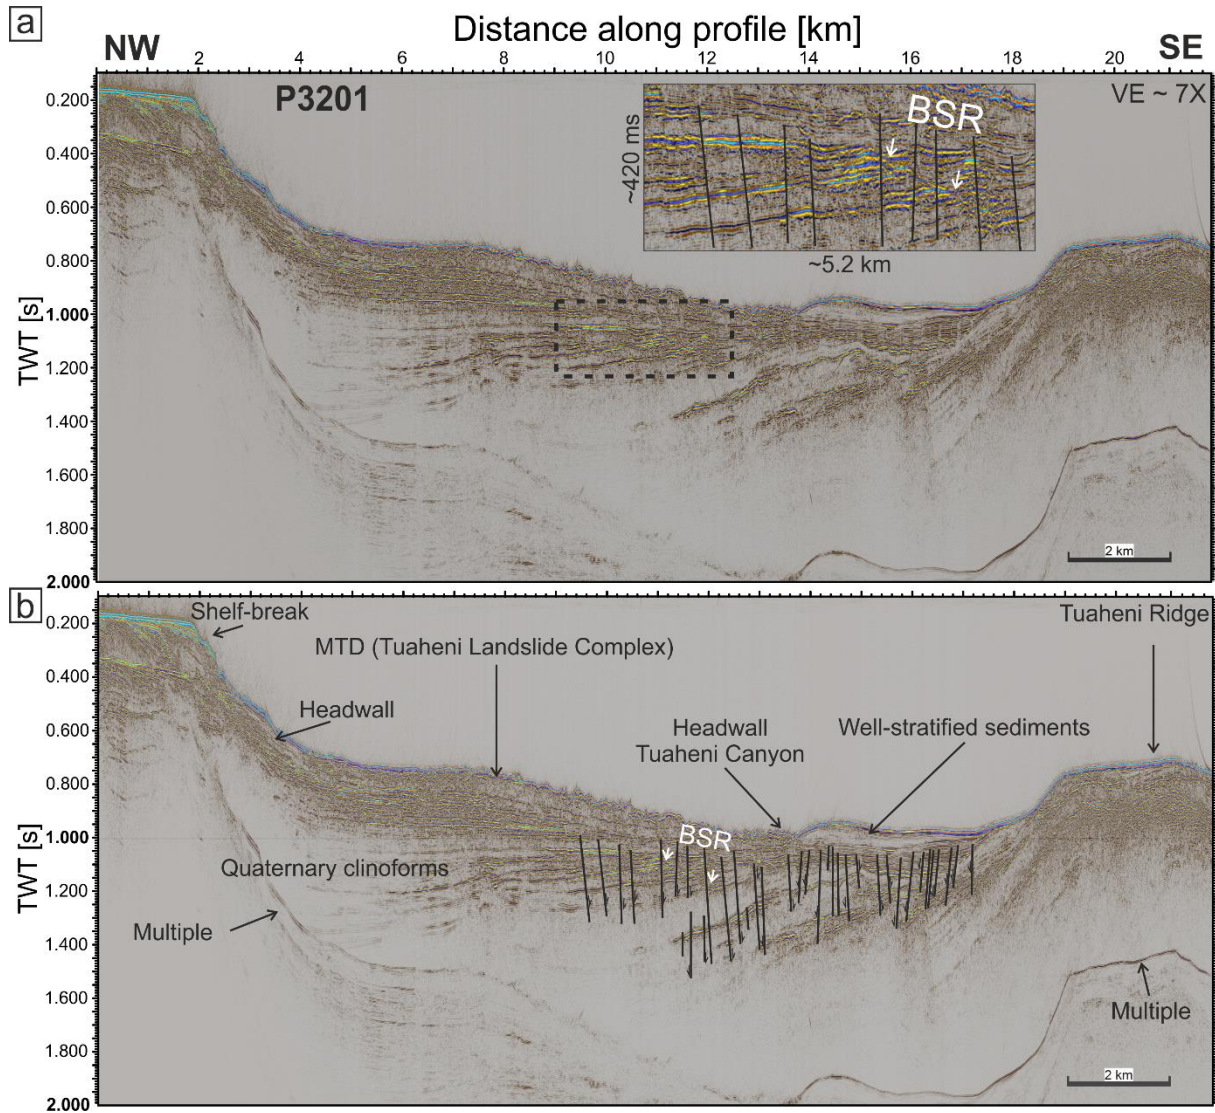 a
Distance along profile [km]
NW
SE
2 4 6 8 10 12 14 16 18 20
P3201
VE ~ 7X
BSR
~420 ms
~5.2 km
TWT [s]
0.200
0.400
0.600
0.800
1.000
1.200
1.400
1.600
1.800
2.000
2 km
b
Shelf-break
Tuaheni Ridge
MTD (Tuaheni Landslide Complex)
Headwall
Headwall
Tuaheni Canyon
Well-stratified sediments
BSR
Quaternary clinoforms
Multiple
Multiple
TWT [s]
0.200
0.400
0.600
0.800
1.000
1.200
1.400
1.600
1.800
2.000
2 km